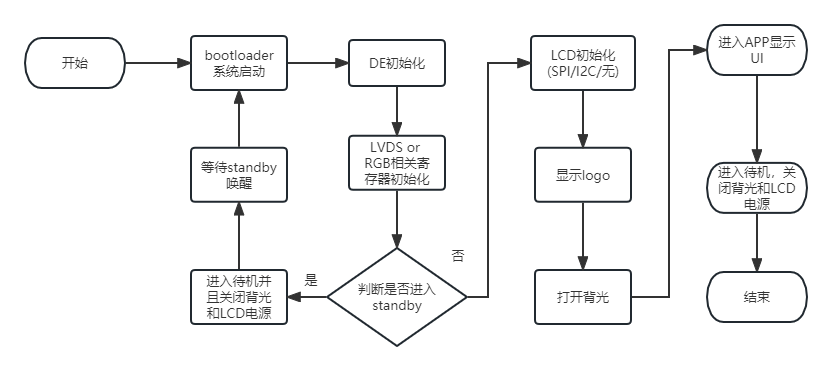 开始
bootloader
系统启动
DE初始化
LVDS or
RGB相关寄
存器初始化
判断是否进入
standby
是
否
进入待机并
且关闭背光
和LCD电源
等待standby
唤醒
LCD初始化
(SPI/I2C/无)
显示logo
打开背光
进入APP显示
UI
进入待机，关
闭背光和LCD
电源
结束